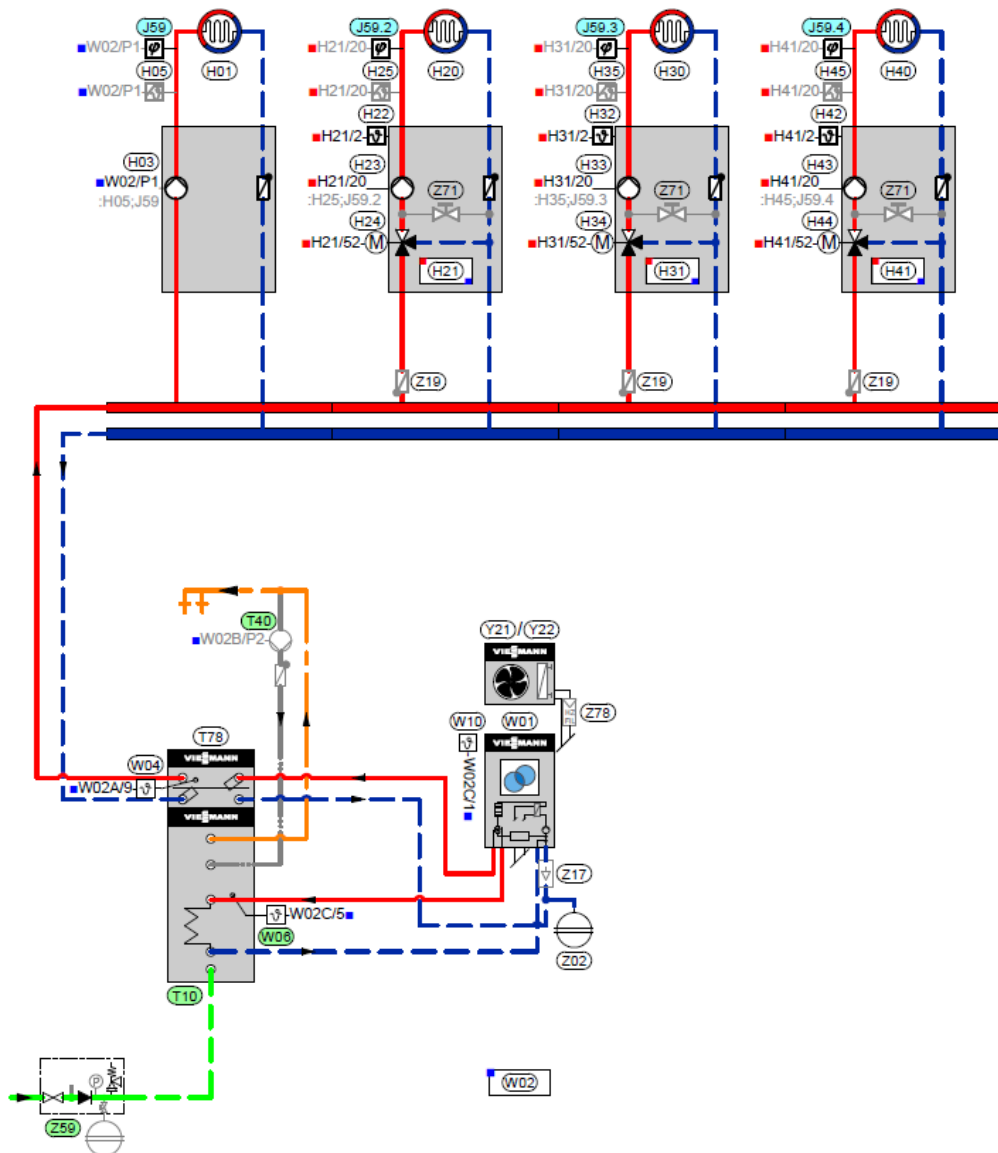 J59 J59.2 J59.3 J59.4
W02/P1 φ H21/20 φ H31/20 φ H41/20 φ
H05 H01 H25 H20 H35 H30 H45 H40
W02/P1 H21/20 H31/20 H41/20
H22 H32 H42
H21/2 ϑ H31/2 ϑ H41/2 ϑ
H03 H23 H33 H43
W02/P1 H21/20 Z71 H31/20 Z71 H41/20 Z71
:H05;J59 :H25;J59.2 :H35;J59.3 :H45;J59.4
H24 H34 H44
H21/52 M H31/52 M H41/52 M
H21 H31 H41
Z19 Z19 Z19
T40
W02B/P2
Y21 / Y22
VIESMANN
Z78
W10 W01
T78
ϑ VIESMANN
VIESMANN
W04
W02A/9 ϑ
W02C/1
VIESMANN
Z17
ϑ W02C/5
W06
Z02
T10
W02
P
Z59